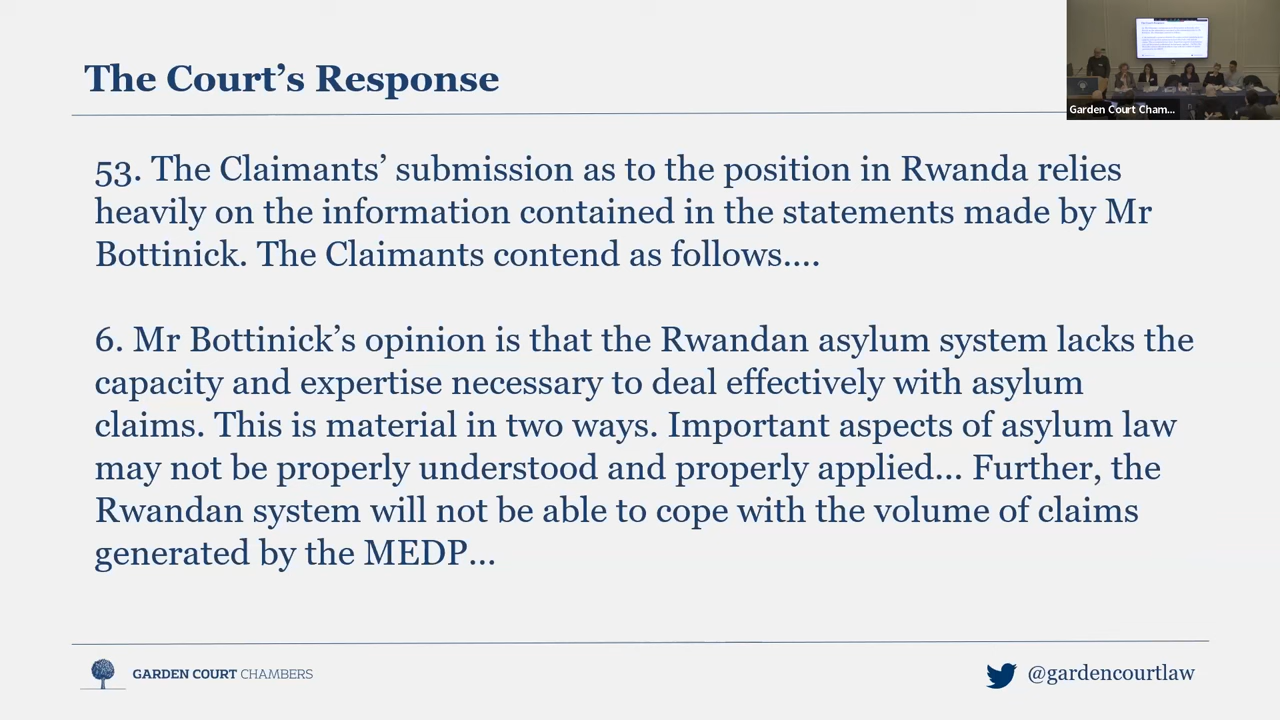 The Court’s Response
Garden Court Cham...
53. The Claimants’ submission as to the position in Rwanda relies
heavily on the information contained in the statements made by Mr
Bottinick. The Claimants contend as follows....
6. Mr Bottinick’s opinion is that the Rwandan asylum system lacks the
capacity and expertise necessary to deal effectively with asylum
claims. This is material in two ways. Important aspects of asylum law
may not be properly understood and properly applied... Further, the
Rwandan system will not be able to cope with the volume of claims
generated by the MEDP...
GARDEN COURT CHAMBERS
@gardencourtlaw